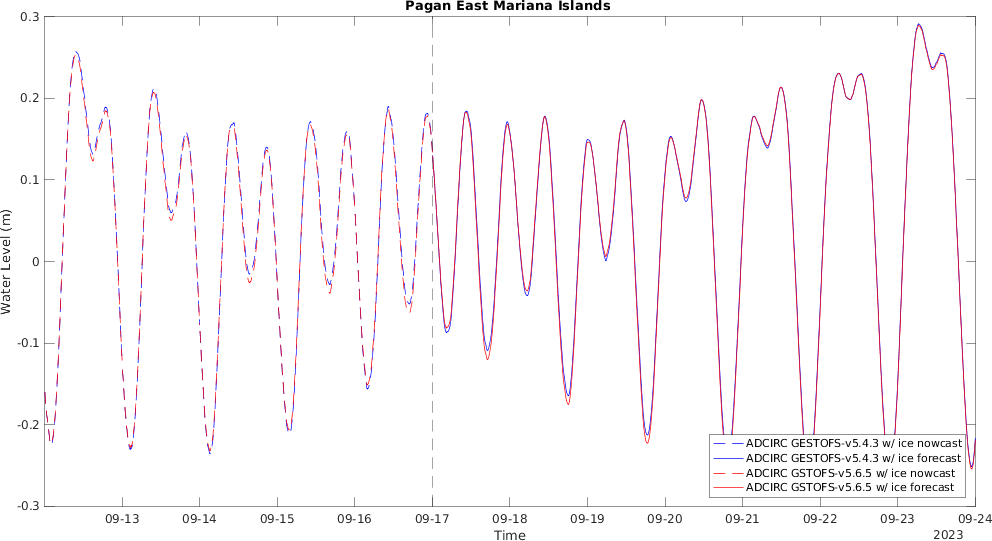 Pagan East Mariana Islands
0.3
0.2
0.1
0
-0.1
-0.2
-0.3
Water Level (m)
ADCIRC GESTOFS-v5.4.3 w/ ice nowcast
ADCIRC GESTOFS-v5.4.3 w/ ice forecast
ADCIRC GSTOFS-v5.6.5 w/ ice nowcast
ADCIRC GSTOFS-v5.6.5 w/ ice forecast
09-13 09-14 09-15 09-16 09-17 09-18 09-19 09-20 09-21 09-22 09-23 09-24
Time
2023